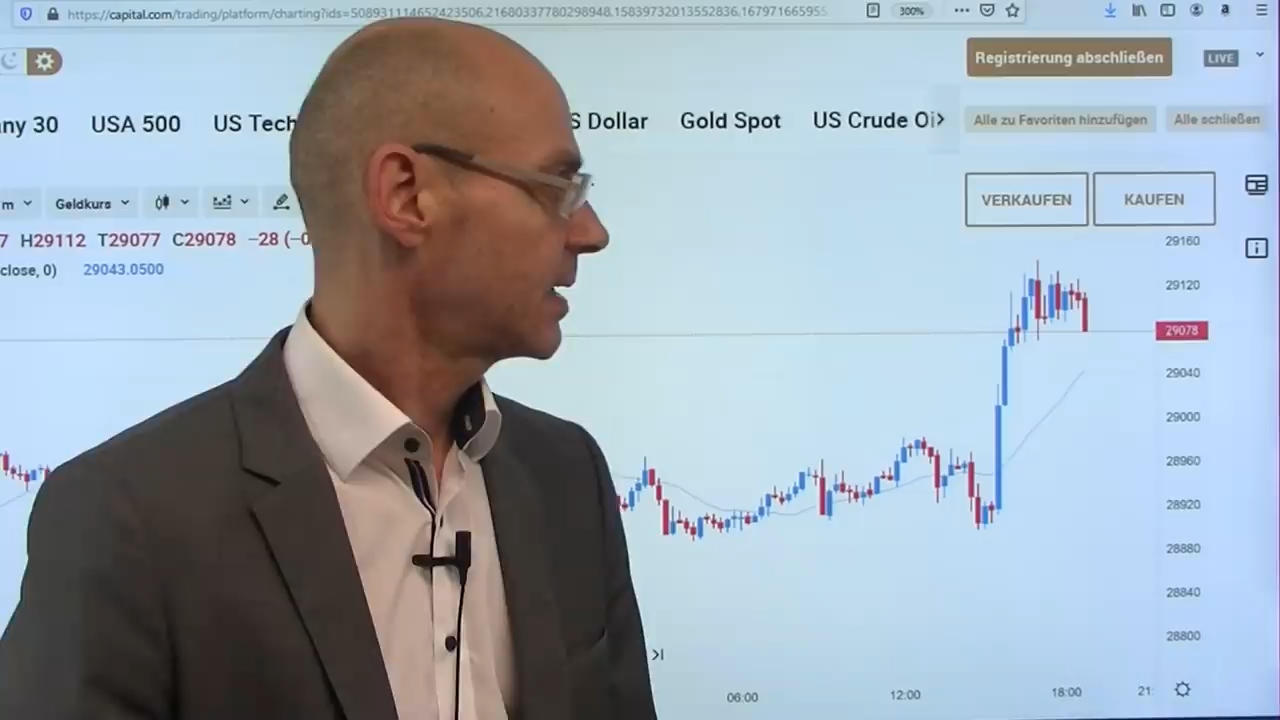 https://capital.com/trading/platform/charting?ids=508931114652423506,21680337780298948,15839732013552836,167971665955
300%
Registrierung abschließen
LIVE
ny 30
USA 500
US Tech
S Dollar
Gold Spot
US Crude Oi
Alle zu Favoriten hinzufügen
Alle schließen
m
Geldkurs
VERKAUFEN
KAUFEN
7 H29112 T29077 C29078 −28 (−0
close, 0) 29043.0500
29160
29120
29078
29040
29000
28960
28920
28880
28840
28800
06:00
12:00
18:00
21: